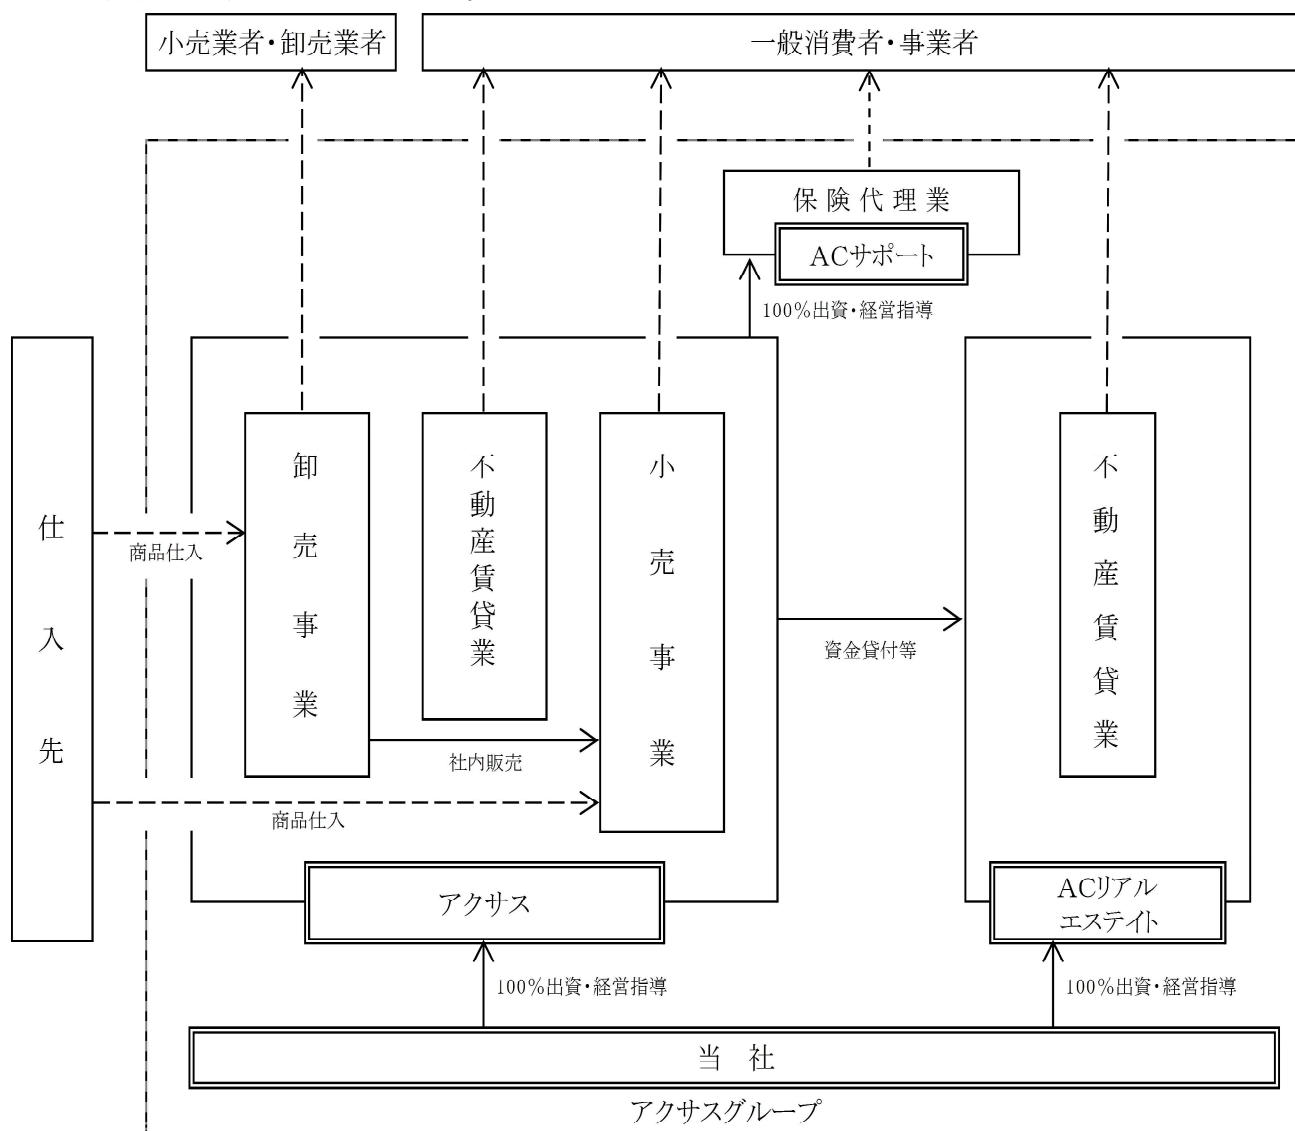 小売業者・卸売業者
一般消費者・事業者
保険代理業
ACサポート
100％出資・経営指導
仕入先
卸売事業
不動産賃貸業
小売事業
不動産賃貸業
商品仕入
資金貸付等
社内販売
商品仕入
アクサス
ACリアル
エステイト
100％出資・経営指導
100％出資・経営指導
当 社
アクサスグループ